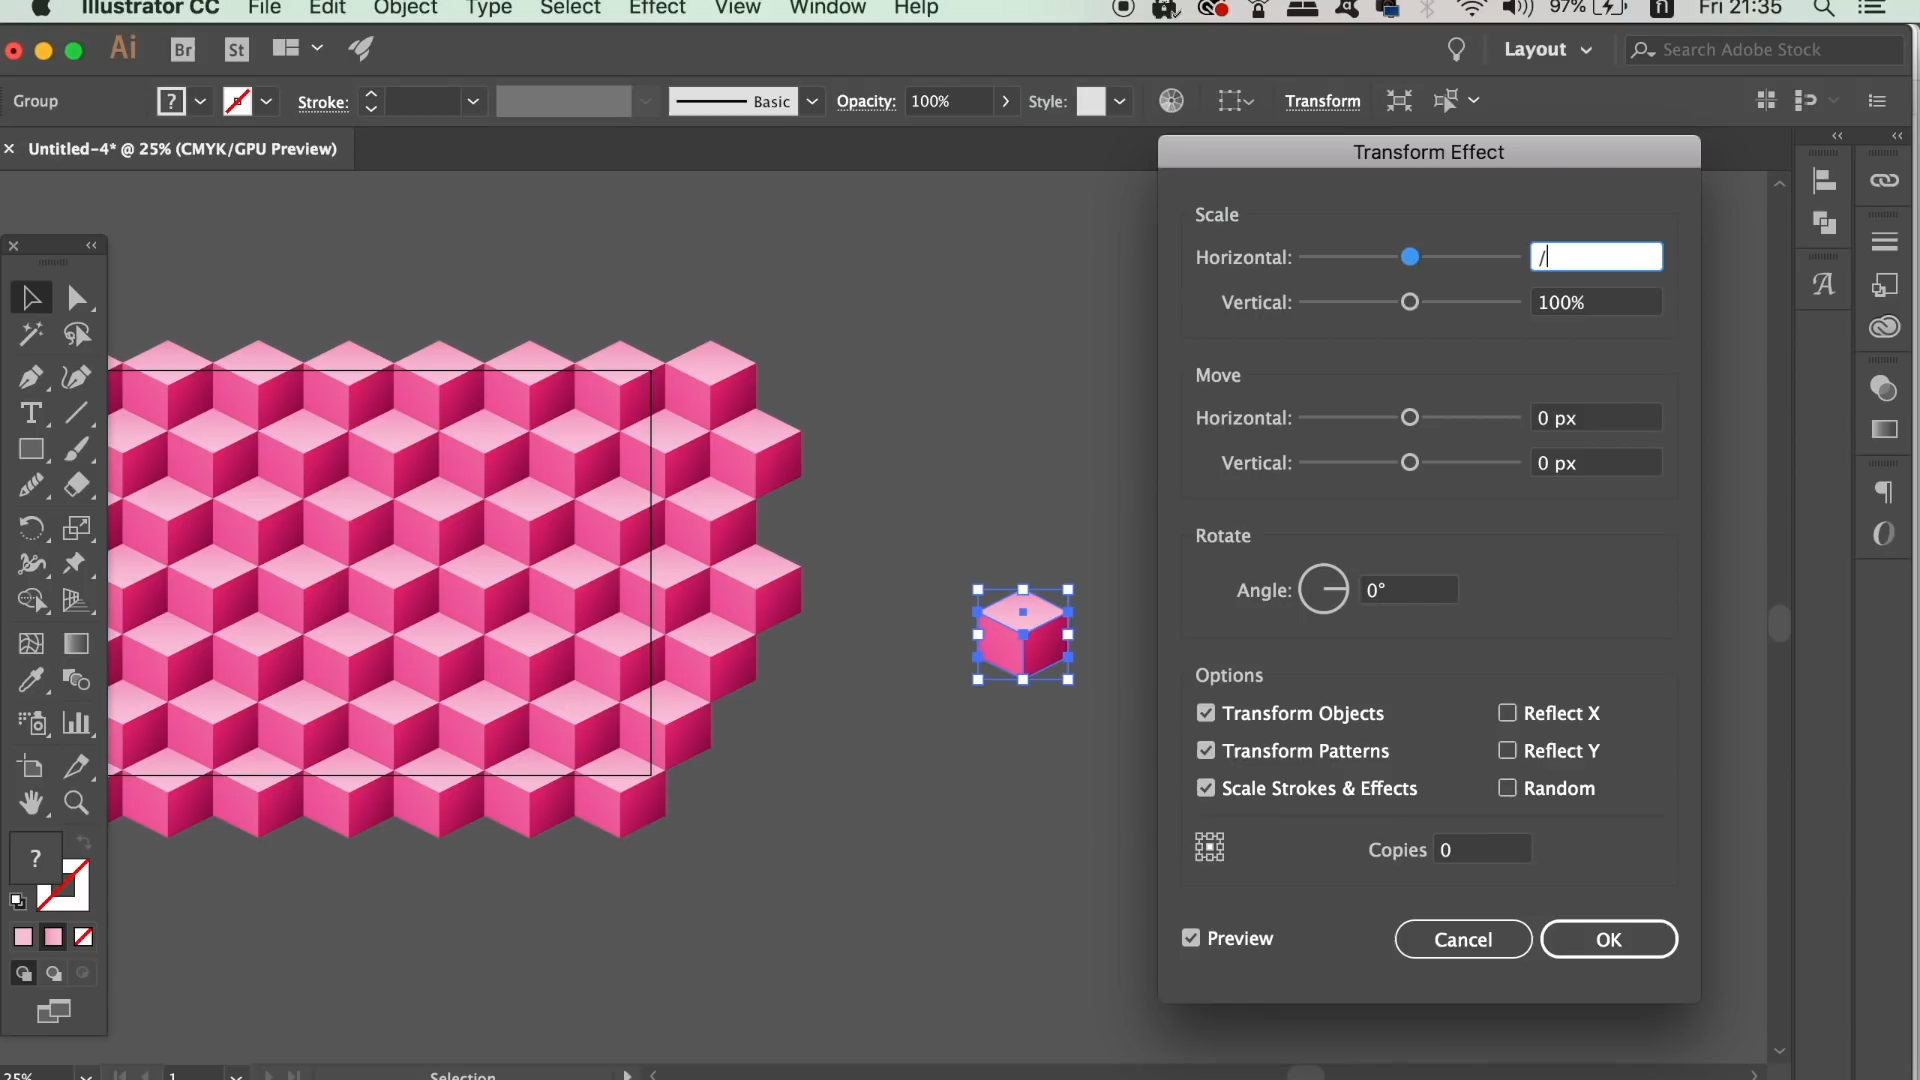 Illustrator CC File Edit Object Type Select Effect View Window Help 97% Fri 21:35
Ai Br St Layout Search Adobe Stock
Group ? Stroke: Basic Opacity: 100% Style: Transform
× Untitled-4* @ 25% (CMYK/GPU Preview)
Transform Effect
Scale
Horizontal: /
Vertical: 100%
Move
Horizontal: 0 px
Vertical: 0 px
Rotate
Angle: 0°
Options
Transform Objects Reflect X
Transform Patterns Reflect Y
Scale Strokes & Effects Random
Copies 0
?
Preview Cancel OK
25% 1 Selection